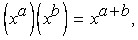 (x^a)(x^b) = x^{a+b},